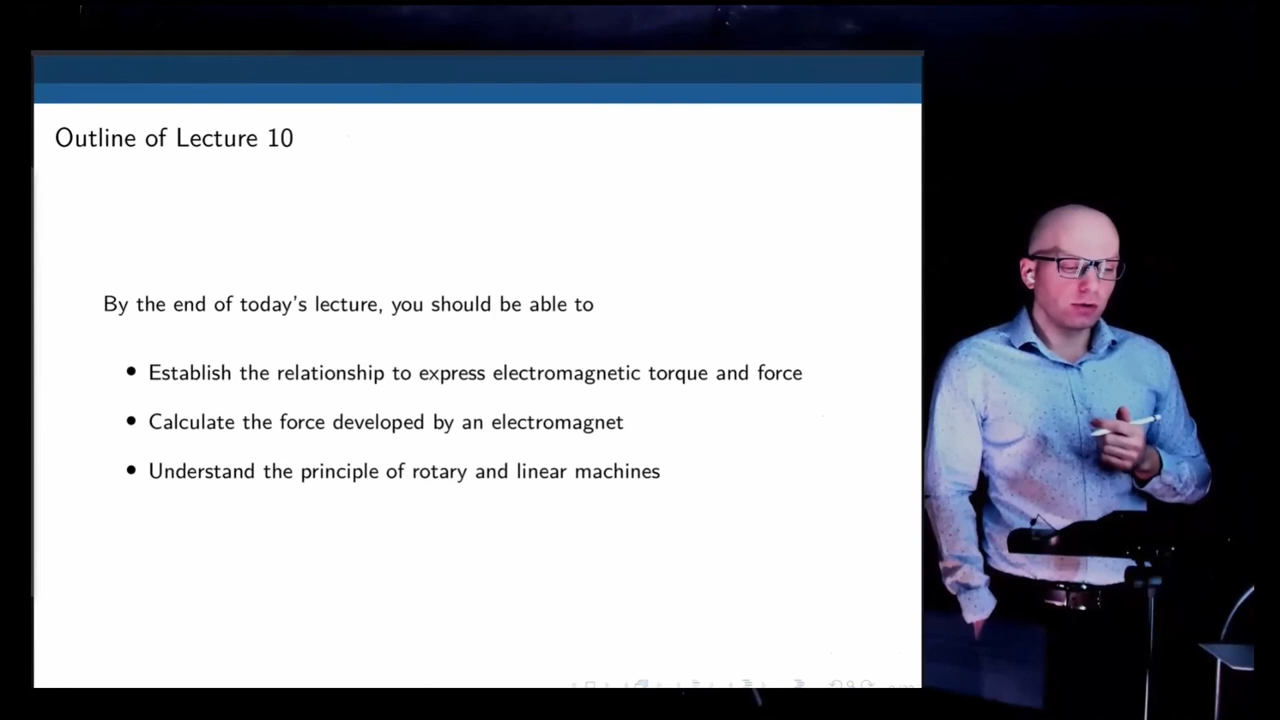 Outline of Lecture 10
By the end of today's lecture, you should be able to
• Establish the relationship to express electromagnetic torque and force
• Calculate the force developed by an electromagnet
• Understand the principle of rotary and linear machines